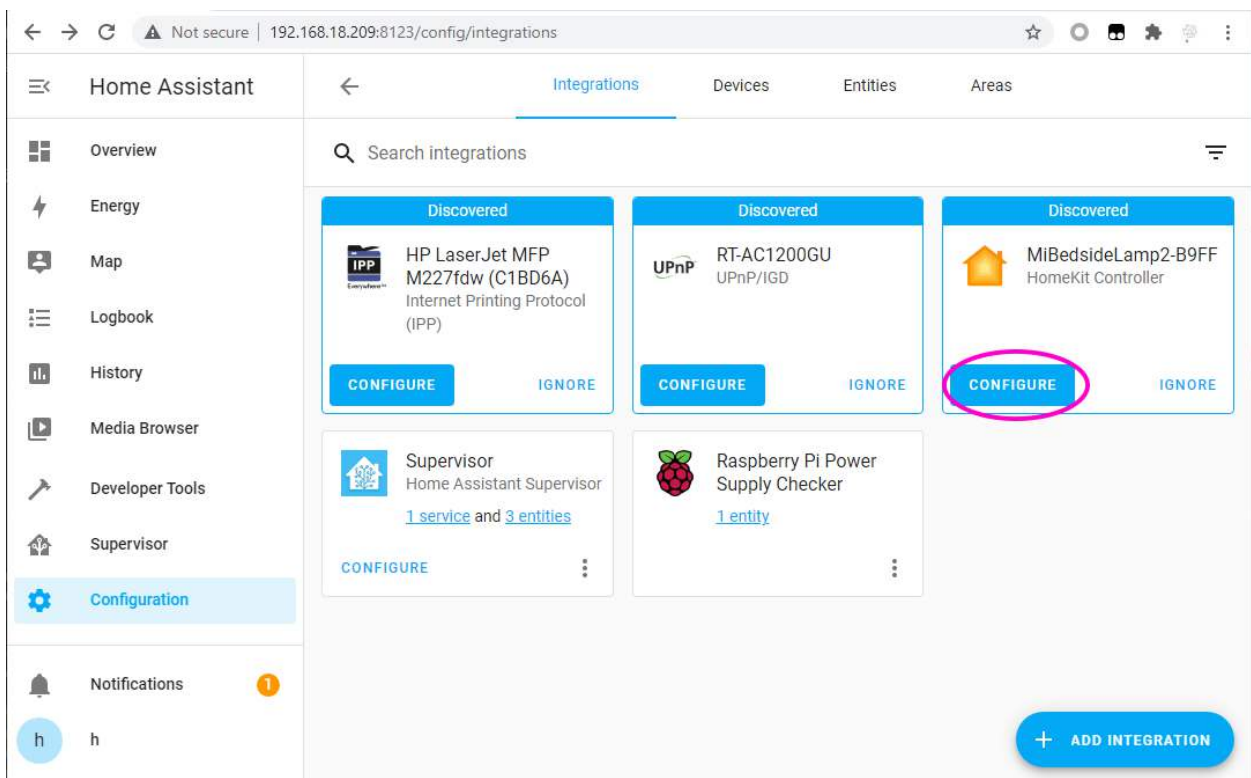 Not secure | 192.168.18.209:8123/config/integrations
Home Assistant
Integrations
Devices
Entities
Areas
Overview
Energy
Map
Logbook
History
Media Browser
Developer Tools
Supervisor
Configuration
Notifications
1
h
h
Search integrations
Discovered
IPP
Everywhere
HP LaserJet MFP
M227fdw (C1BD6A)
Internet Printing Protocol
(IPP)
CONFIGURE
IGNORE
Discovered
UPnP
RT-AC1200GU
UPnP/IGD
CONFIGURE
IGNORE
Discovered
MiBedsideLamp2-B9FF
HomeKit Controller
CONFIGURE
IGNORE
Supervisor
Home Assistant Supervisor
1 service and 3 entities
CONFIGURE
Raspberry Pi Power
Supply Checker
1 entity
+ ADD INTEGRATION